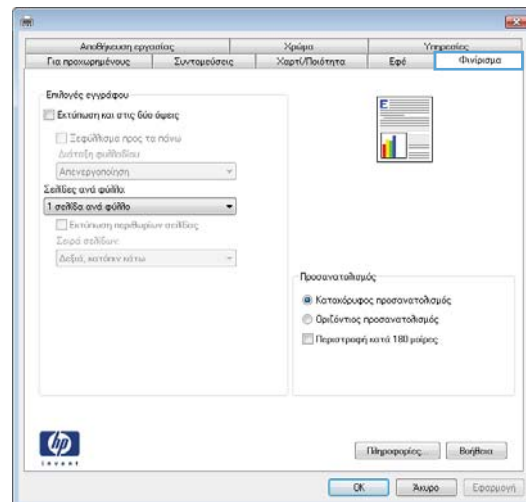 Αποθήκευση εργασίας Χρώμα Υπηρεσίες
Για προχωρημένους Συντομεύσεις Χαρτί/Ποιότητα Εφέ Φινίρισμα
Επιλογές εγγράφου
Εκτύπωση και στις δύο όψεις
Ξεφύλλισμα προς τα πάνω
Διάταξη φυλλαδίου:
Απενεργοποίηση
Σελίδες ανά φύλλο:
1 σελίδα ανά φύλλο
Εκτύπωση περιθωρίων σελίδας
Σειρά σελίδων:
Δεξιά, κατόπιν κάτω
E
Προσανατολισμός
Κατακόρυφος προσανατολισμός
Οριζόντιος προσανατολισμός
Περιστροφή κατά 180 μοίρες
hp
invent
Πληροφορίες... Βοήθεια
OK Άκυρο Εφαρμογή